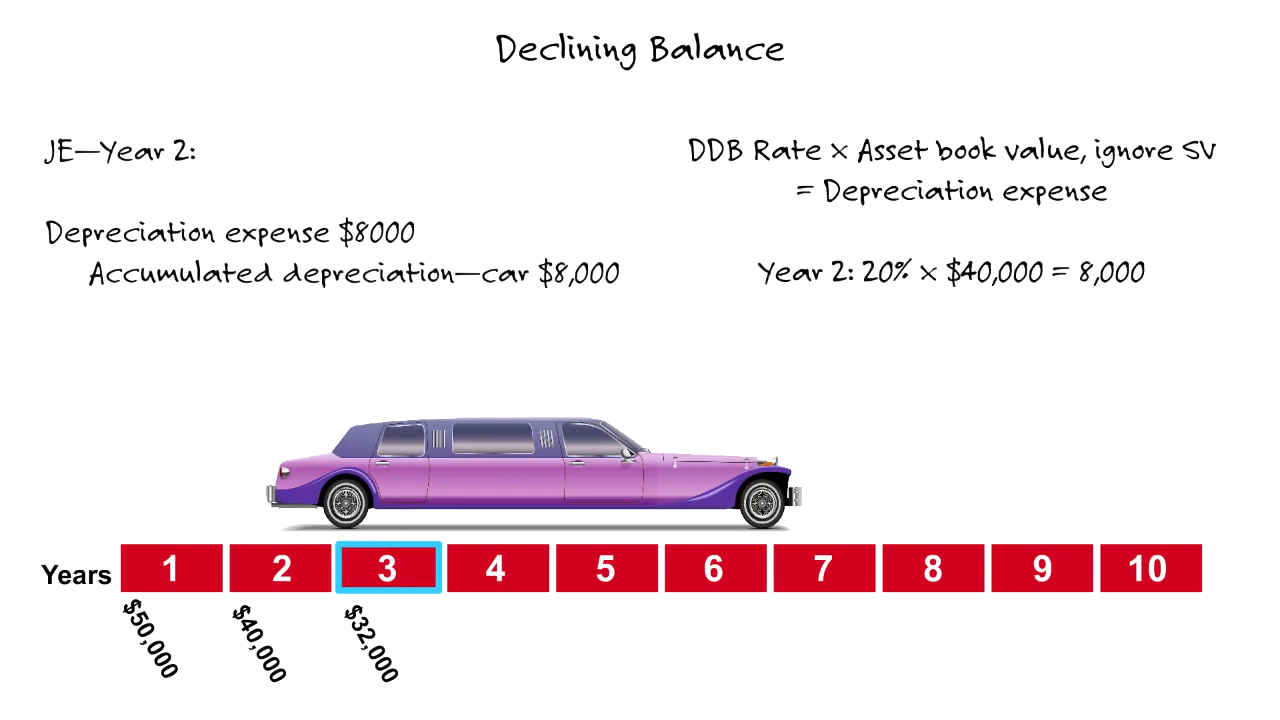 Declining Balance
JE—Year 2:
Depreciation expense $8000
Accumulated depreciation—car $8,000
DDB Rate × Asset book value, ignore SV
= Depreciation expense
Year 2: 20% × $40,000 = 8,000
Years 1 2 3 4 5 6 7 8 9 10
$50,000 $40,000 $32,000